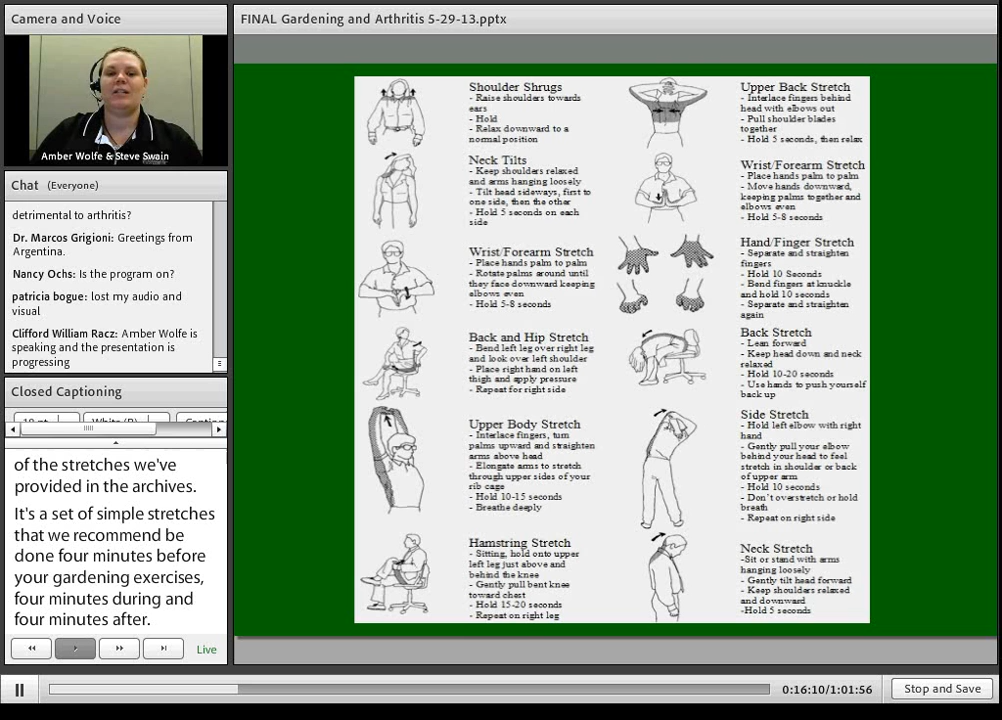 Camera and Voice
Amber Wolfe & Steve Swain
Chat (Everyone)
detrimental to arthritis?
Dr. Marcos Grigioni: Greetings from
Argentina.
Nancy Ochs: Is the program on?
patricia bogue: lost my audio and
visual
Clifford William Racz: Amber Wolfe is
speaking and the presentation is
progressing
Closed Captioning
of the stretches we've
provided in the archives.
It's a set of simple stretches
that we recommend be
done four minutes before
your gardening exercises,
four minutes during and
four minutes after.
Live
FINAL Gardening and Arthritis 5-29-13.pptx
Shoulder Shrugs
- Raise shoulders towards
ears
- Hold
- Relax downward to a
normal position
Neck Tilts
- Keep shoulders relaxed
and arms hanging loosely
- Tilt head sideways, first to
one side, then the other
- Hold 5 seconds on each
side
Wrist/Forearm Stretch
- Place hands palm to palm
- Rotate palms around until
they face downward keeping
elbows even
- Hold 5-8 seconds
Back and Hip Stretch
- Bend left leg over right leg
and look over left shoulder
- Place right hand on left
thigh and apply pressure
- Repeat for right side
Upper Body Stretch
- Interlace fingers, turn
palms upward and straighten
arms above head
- Elongate arms to stretch
through upper sides of your
rib cage
- Hold 10-15 seconds
- Breathe deeply
Hamstring Stretch
- Sitting, hold onto upper
left leg just above and
behind the knee
- Gently pull bent knee
toward chest
- Hold 15-20 seconds
- Repeat on right leg
Upper Back Stretch
- Interlace fingers behind
head with elbows out
- Pull shoulder blades
together
- Hold 5 seconds, then relax
Wrist/Forearm Stretch
- Place hands palm to palm
- Move hands downward,
keeping palms together and
elbows even
- Hold 5-8 seconds
Hand/Finger Stretch
- Separate and straighten
fingers
- Hold 10 Seconds
- Bend fingers at knuckle
and hold 10 seconds
- Separate and straighten
again
Back Stretch
- Lean forward
- Keep head down and neck
relaxed
- Hold 10-20 seconds
- Use hands to push yourself
back up
Side Stretch
- Hold left elbow with right
hand
- Gently pull your elbow
behind your head to feel
stretch in shoulder or back
of upper arm
- Hold 10 seconds
- Don't overstretch or hold
breath
- Repeat on right side
Neck Stretch
-Sit or stand with arms
hanging loosely
- Gently tilt head forward
- Keep shoulders relaxed
and downward
-Hold 5 seconds
0:16:10/1:01:56
Stop and Save